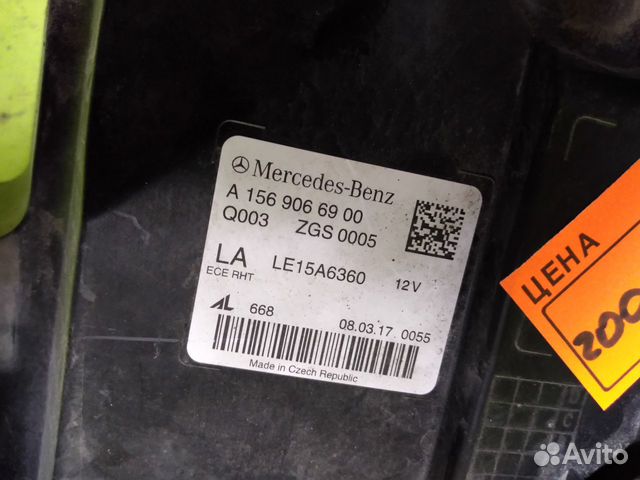 Mercedes-Benz
A 156 906 69 00
Q003 ZGS 0005
LA LE15A6360 12V
ECE RHT
AL 668 08.03.17 0055
Made in Czech Republic
ЦЕНА
200
Avito